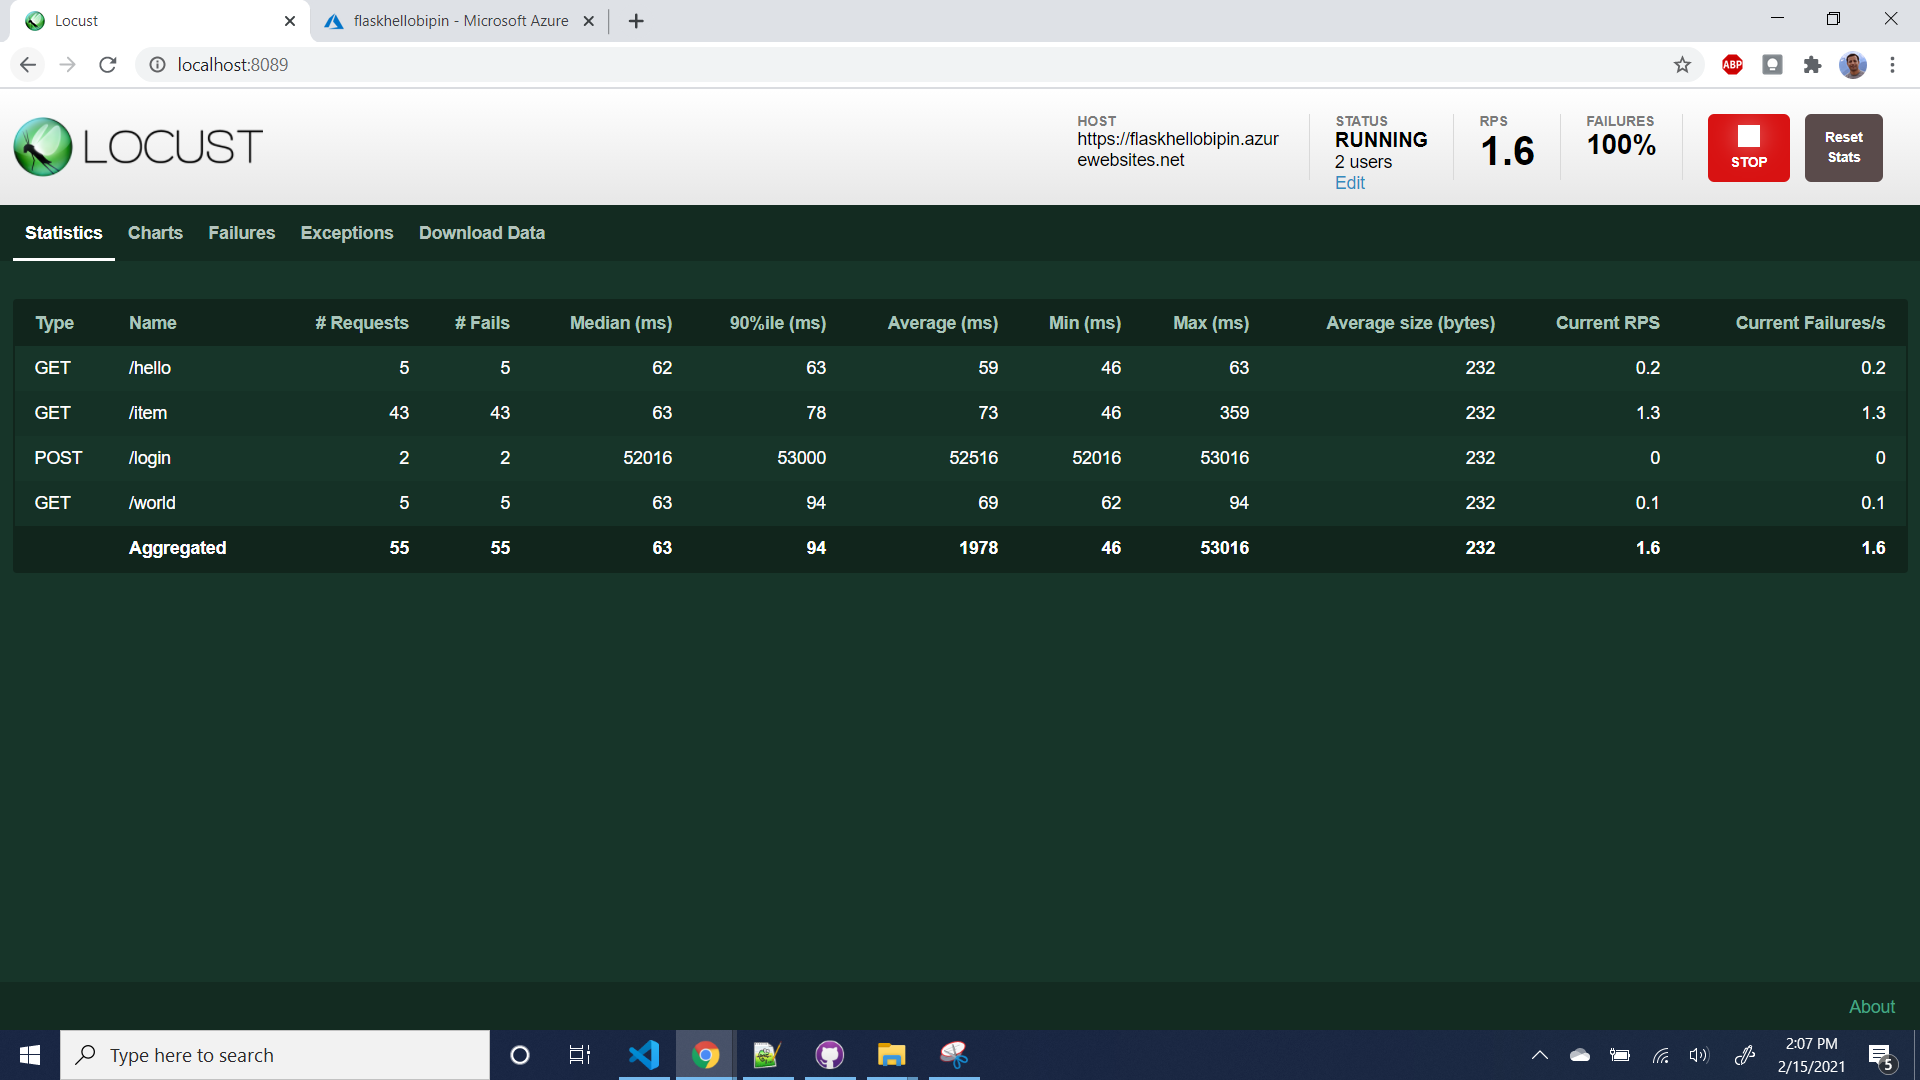 Locust
flaskhellobipin - Microsoft Azure
localhost:8089
ABP
LOCUST
HOST
https://flaskhellobipin.azur
ewebsites.net
STATUS
RUNNING
2 users
Edit
RPS
1.6
FAILURES
100%
STOP
Reset
Stats
Statistics Charts Failures Exceptions Download Data
Type Name # Requests # Fails Median (ms) 90%ile (ms) Average (ms) Min (ms) Max (ms) Average size (bytes) Current RPS Current Failures/s
GET /hello 5 5 62 63 59 46 63 232 0.2 0.2
GET /item 43 43 63 78 73 46 359 232 1.3 1.3
POST /login 2 2 52016 53000 52516 52016 53016 232 0 0
GET /world 5 5 63 94 69 62 94 232 0.1 0.1
Aggregated 55 55 63 94 1978 46 53016 232 1.6 1.6
About
Type here to search
2:07 PM
2/15/2021
5